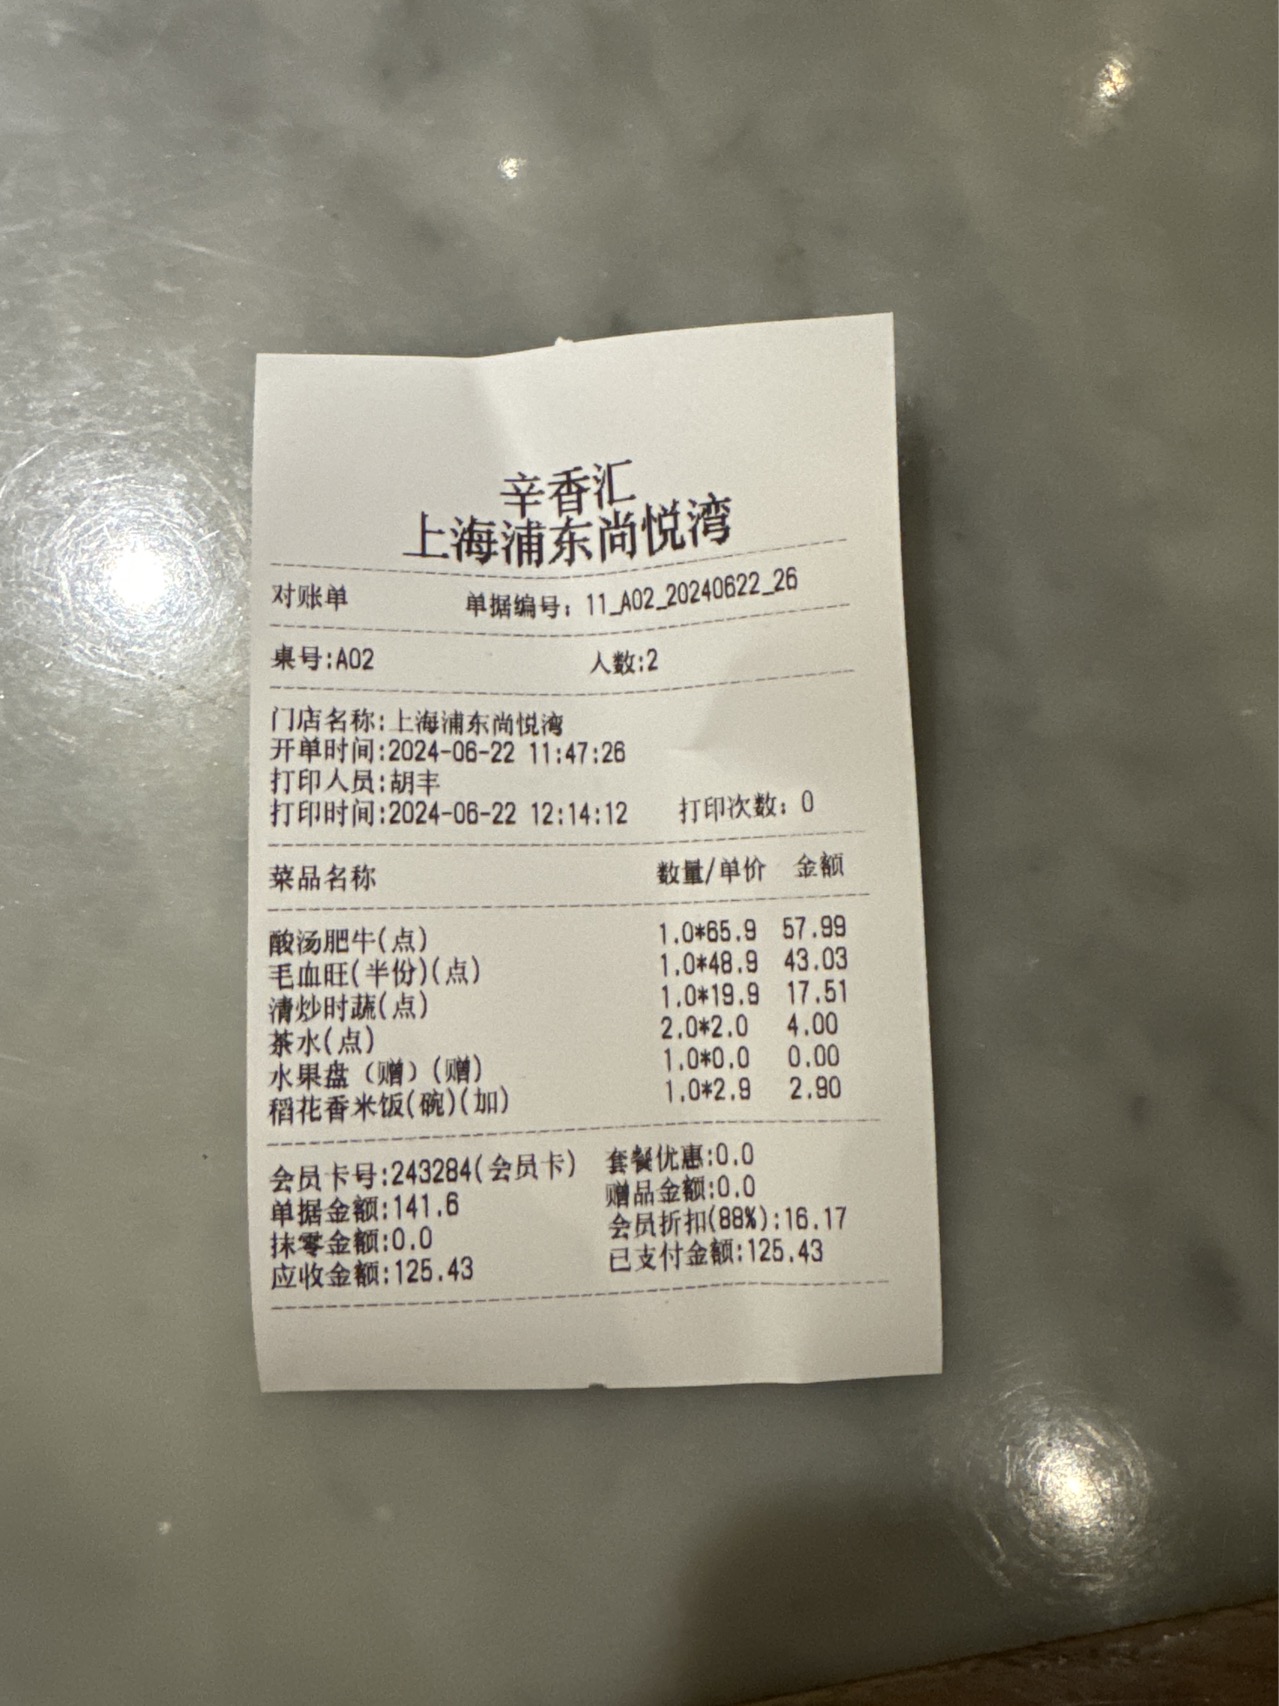 辛香汇
上海浦东尚悦湾
对账单 单据编号：11_A02_20240622_26
桌号:A02 人数:2
门店名称:上海浦东尚悦湾
开单时间:2024-06-22 11:47:26
打印人员:胡丰
打印时间:2024-06-22 12:14:12 打印次数：0
菜品名称 数量/单价 金额
酸汤肥牛(点) 1.0*65.9 57.99
毛血旺(半份)(点) 1.0*48.9 43.03
清炒时蔬(点) 1.0*19.9 17.51
茶水(点) 2.0*2.0 4.00
水果盘（赠）(赠) 1.0*0.0 0.00
稻花香米饭(碗)(加) 1.0*2.9 2.90
会员卡号:243284(会员卡) 套餐优惠:0.0
单据金额:141.6 赠品金额:0.0
抹零金额:0.0 会员折扣(88%):16.17
应收金额:125.43 已支付金额:125.43